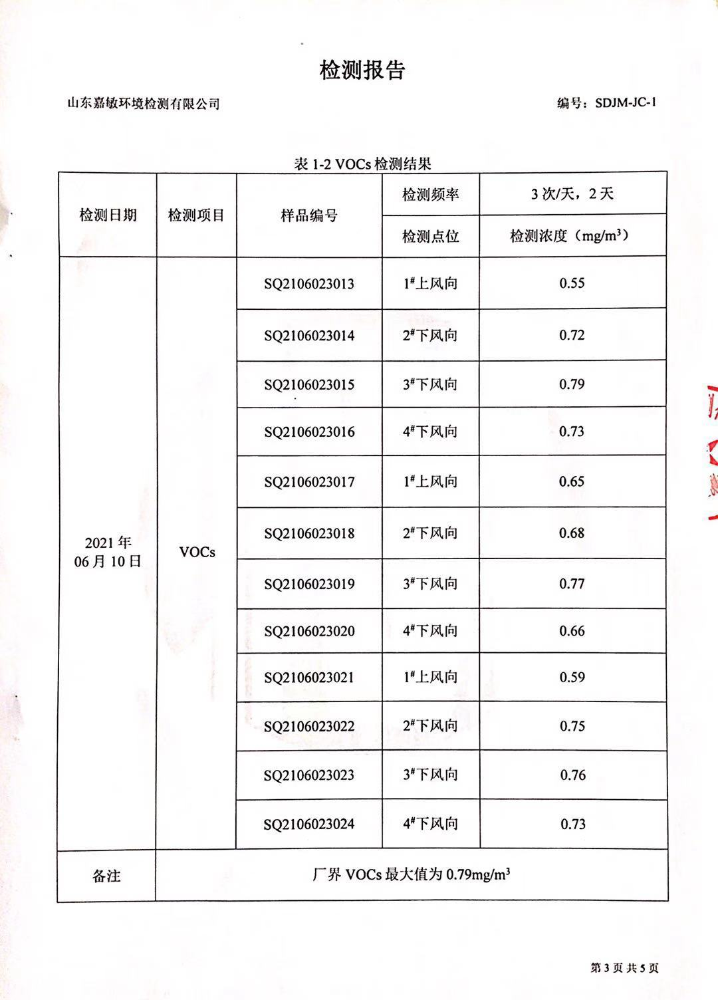 检测报告
山东嘉敏环境检测有限公司 编号：SDJM-JC-1
表 1-2 VOCs 检测结果
检测日期 检测项目 样品编号 检测频率 3 次/天，2 天
检测点位 检测浓度（mg/m³）
2021 年
06 月 10 日
VOCs
SQ2106023013 1#上风向 0.55
SQ2106023014 2#下风向 0.72
SQ2106023015 3#下风向 0.79
SQ2106023016 4#下风向 0.73
SQ2106023017 1#上风向 0.65
SQ2106023018 2#下风向 0.68
SQ2106023019 3#下风向 0.77
SQ2106023020 4#下风向 0.66
SQ2106023021 1#上风向 0.59
SQ2106023022 2#下风向 0.75
SQ2106023023 3#下风向 0.76
SQ2106023024 4#下风向 0.73
备注 厂界 VOCs 最大值为 0.79mg/m³
第 3 页 共 5 页